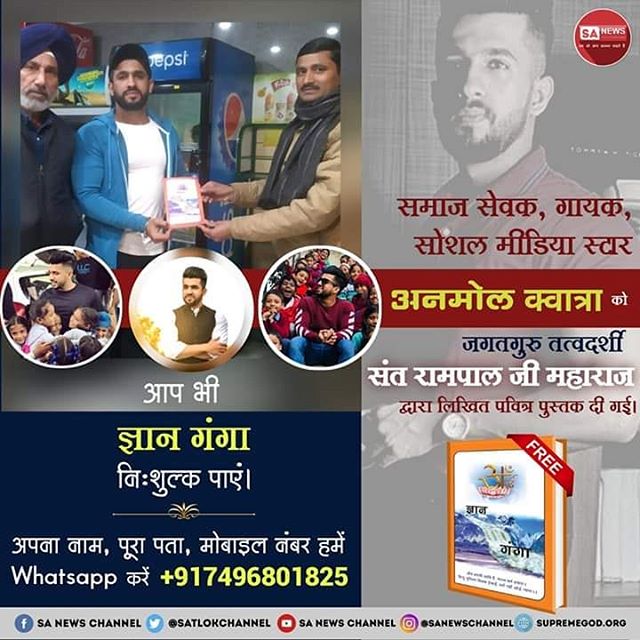 SA NEWS
pepsi
समाज सेवक, गायक,
सोशल मीडिया स्टार
अनमोल क्वात्रा को
जगतगुरु तत्वदर्शी
संत रामपाल जी महाराज
द्वारा लिखित पवित्र पुस्तक दी गई।
आप भी
ज्ञान गंगा
निःशुल्क पाएं।
FREE
ज्ञान
गंगा
अपना नाम, पूरा पता, मोबाइल नंबर हमें
Whatsapp करें +917496801825
SA NEWS CHANNEL @SATLOKCHANNEL SA NEWS CHANNEL @SANEWSCHANNEL SUPREMEGOD.ORG